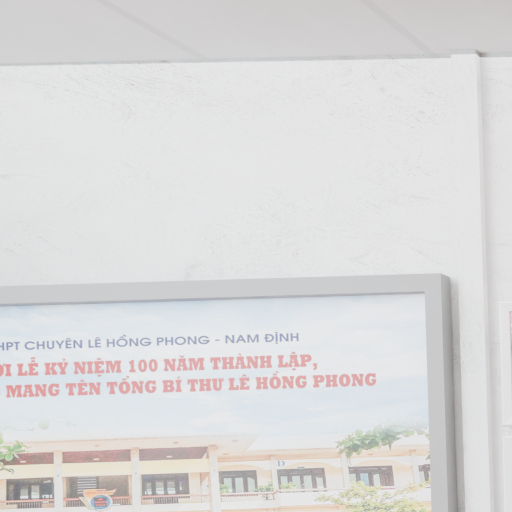 HPT CHUYÊN LÊ HỒNG PHONG - NAM ĐỊNH
LỄ KỶ NIỆM 100 NĂM THÀNH LẬP,
MANG TÊN TỔNG BÍ THƯ LÊ HỒNG PHONG